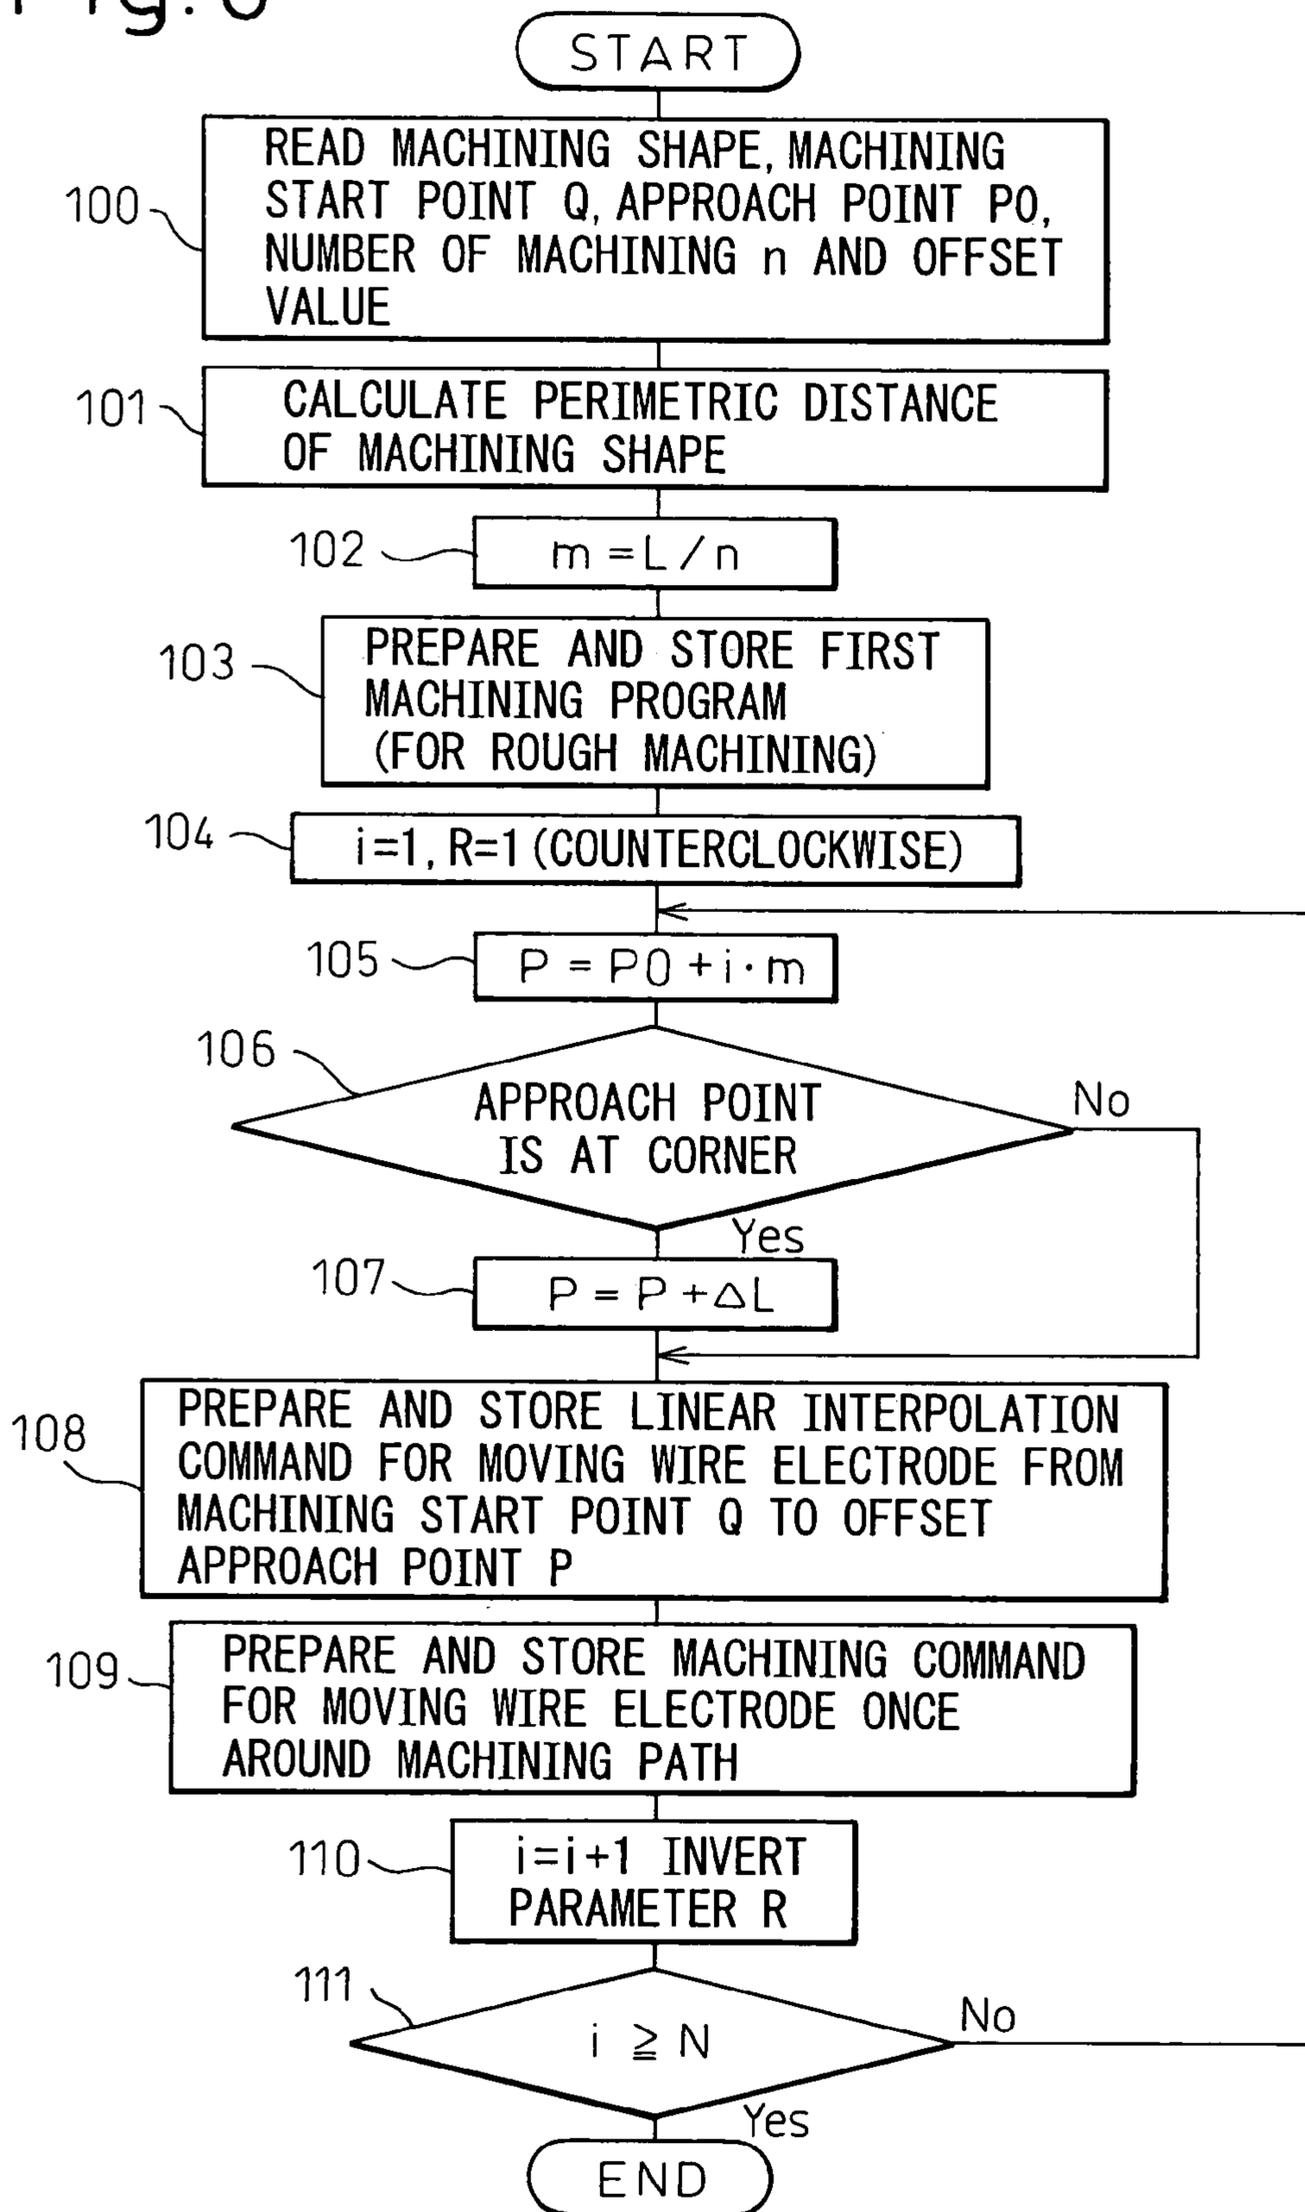 START
100
READ MACHINING SHAPE, MACHINING
START POINT Q, APPROACH POINT P0,
NUMBER OF MACHINING n AND OFFSET
VALUE
101
CALCULATE PERIMETRIC DISTANCE
OF MACHINING SHAPE
102
m = L / n
103
PREPARE AND STORE FIRST
MACHINING PROGRAM
(FOR ROUGH MACHINING)
104
i=1, R=1 (COUNTERCLOCKWISE)
105
P = P0 + i · m
106
APPROACH POINT
IS AT CORNER
No
Yes
107
P = P + △L
108
PREPARE AND STORE LINEAR INTERPOLATION
COMMAND FOR MOVING WIRE ELECTRODE FROM
MACHINING START POINT Q TO OFFSET
APPROACH POINT P
109
PREPARE AND STORE MACHINING COMMAND
FOR MOVING WIRE ELECTRODE ONCE
AROUND MACHINING PATH
110
i=i+1 INVERT
PARAMETER R
111
i ≧ N
No
Yes
END